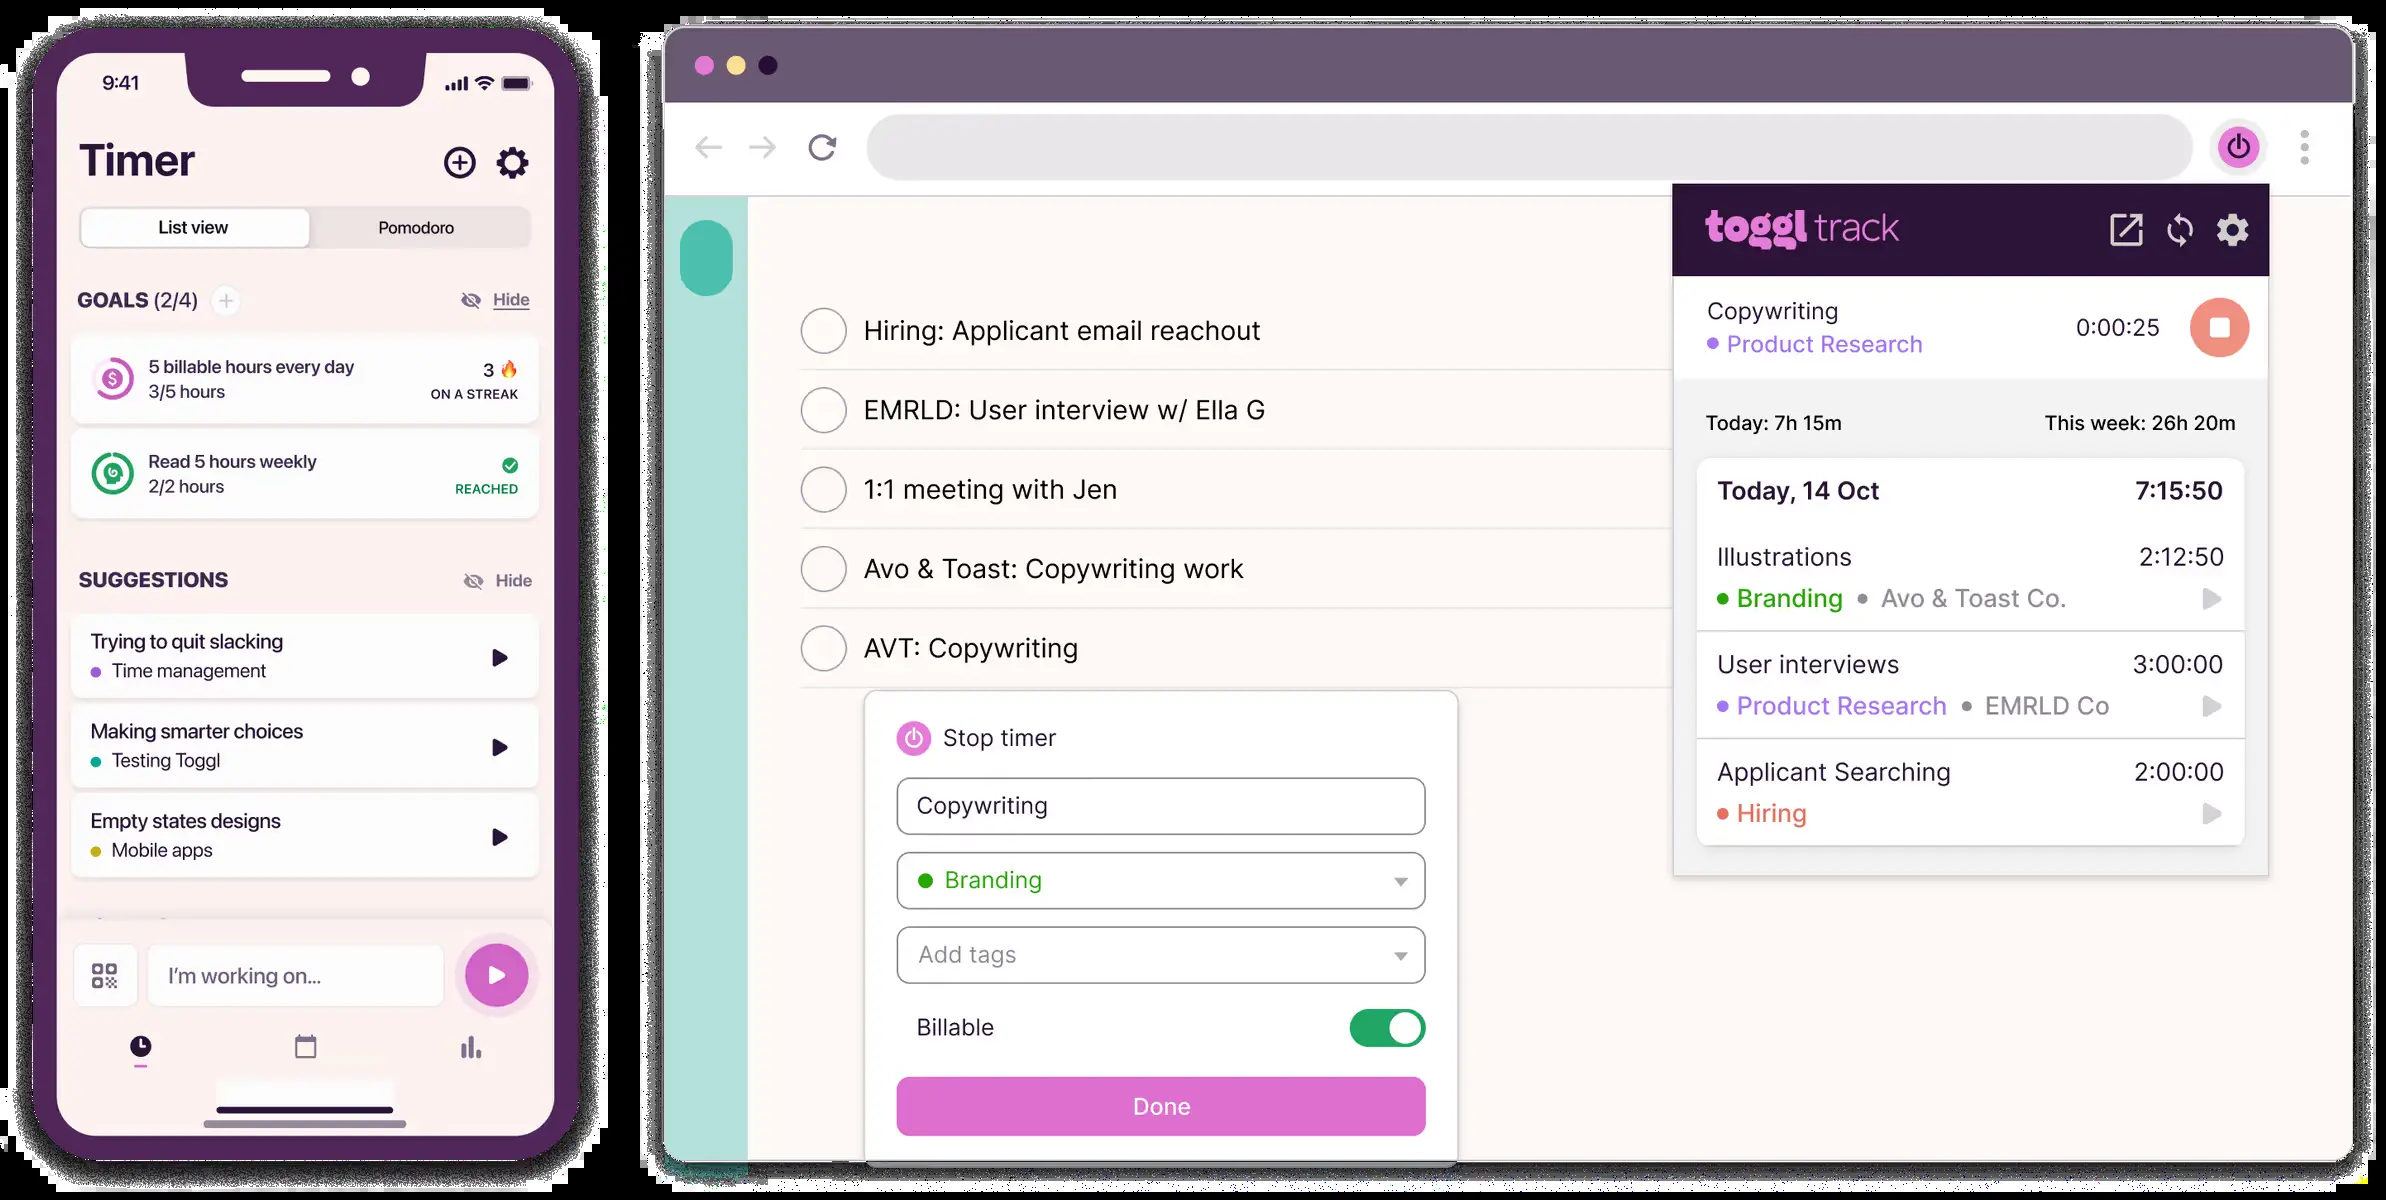 9:41
Timer
List view
Pomodoro
GOALS (2/4)
Hide
5 billable hours every day
3/5 hours
3 🔥
ON A STREAK
Read 5 hours weekly
2/2 hours
REACHED
SUGGESTIONS
Hide
Trying to quit slacking
Time management
Making smarter choices
Testing Toggl
Empty states designs
Mobile apps
I'm working on...
Hiring: Applicant email reachout
EMRLD: User interview w/ Ella G
1:1 meeting with Jen
Avo & Toast: Copywriting work
AVT: Copywriting
Stop timer
Copywriting
Branding
Add tags
Billable
Done
toggl track
Copywriting
Product Research
0:00:25
Today: 7h 15m
This week: 26h 20m
Today, 14 Oct
7:15:50
Illustrations
2:12:50
Branding • Avo & Toast Co.
User interviews
3:00:00
Product Research • EMRLD Co
Applicant Searching
2:00:00
Hiring